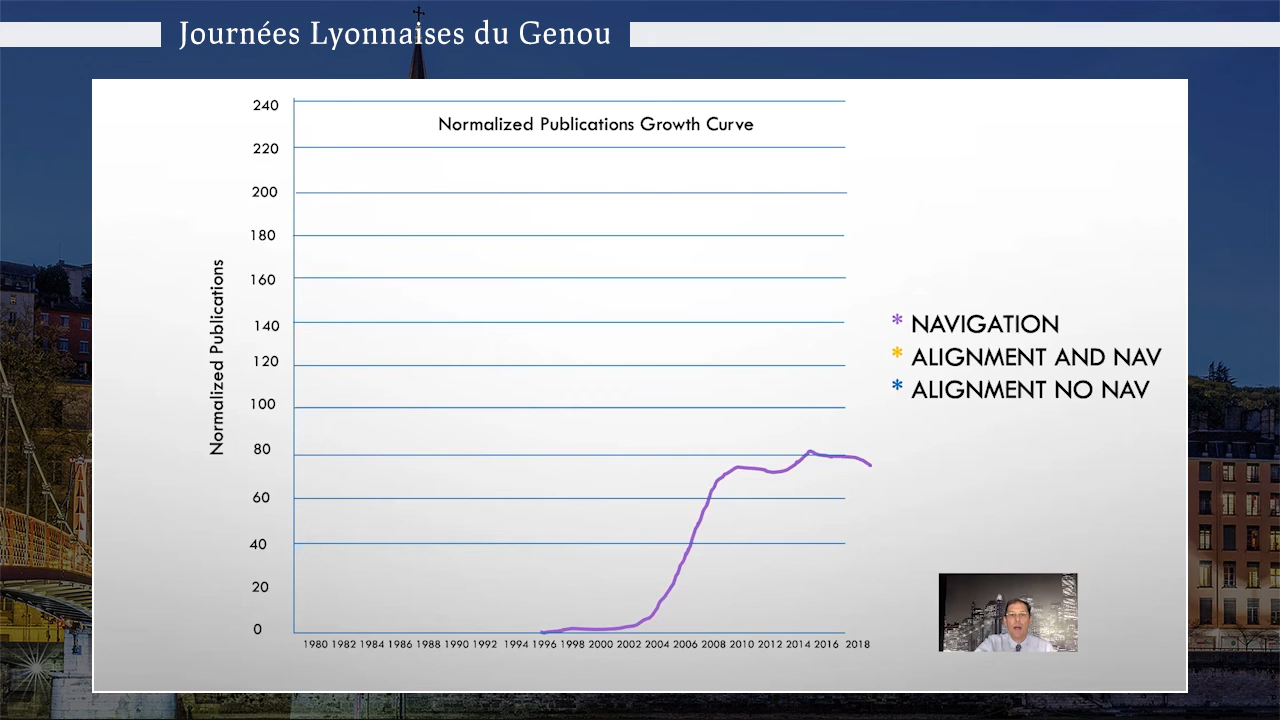 Journées Lyonnaises du Genou
Normalized Publications Growth Curve
240
220
200
180
160
140
120
100
80
60
40
20
0
Normalized Publications
1980 1982 1984 1986 1988 1990 1992 1994 1996 1998 2000 2002 2004 2006 2008 2010 2012 2014 2016 2018
* NAVIGATION
* ALIGNMENT AND NAV
* ALIGNMENT NO NAV